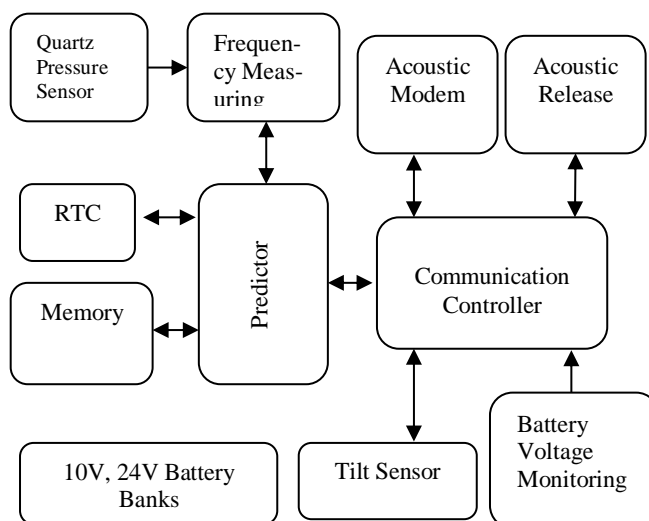 Quartz
Pressure
Sensor
Frequen-
cy Meas-
uring
Acoustic
Modem
Acoustic
Release
RTC
Memory
Predictor
Communication
Controller
10V, 24V Battery
Banks
Tilt Sensor
Battery
Voltage
Monitoring